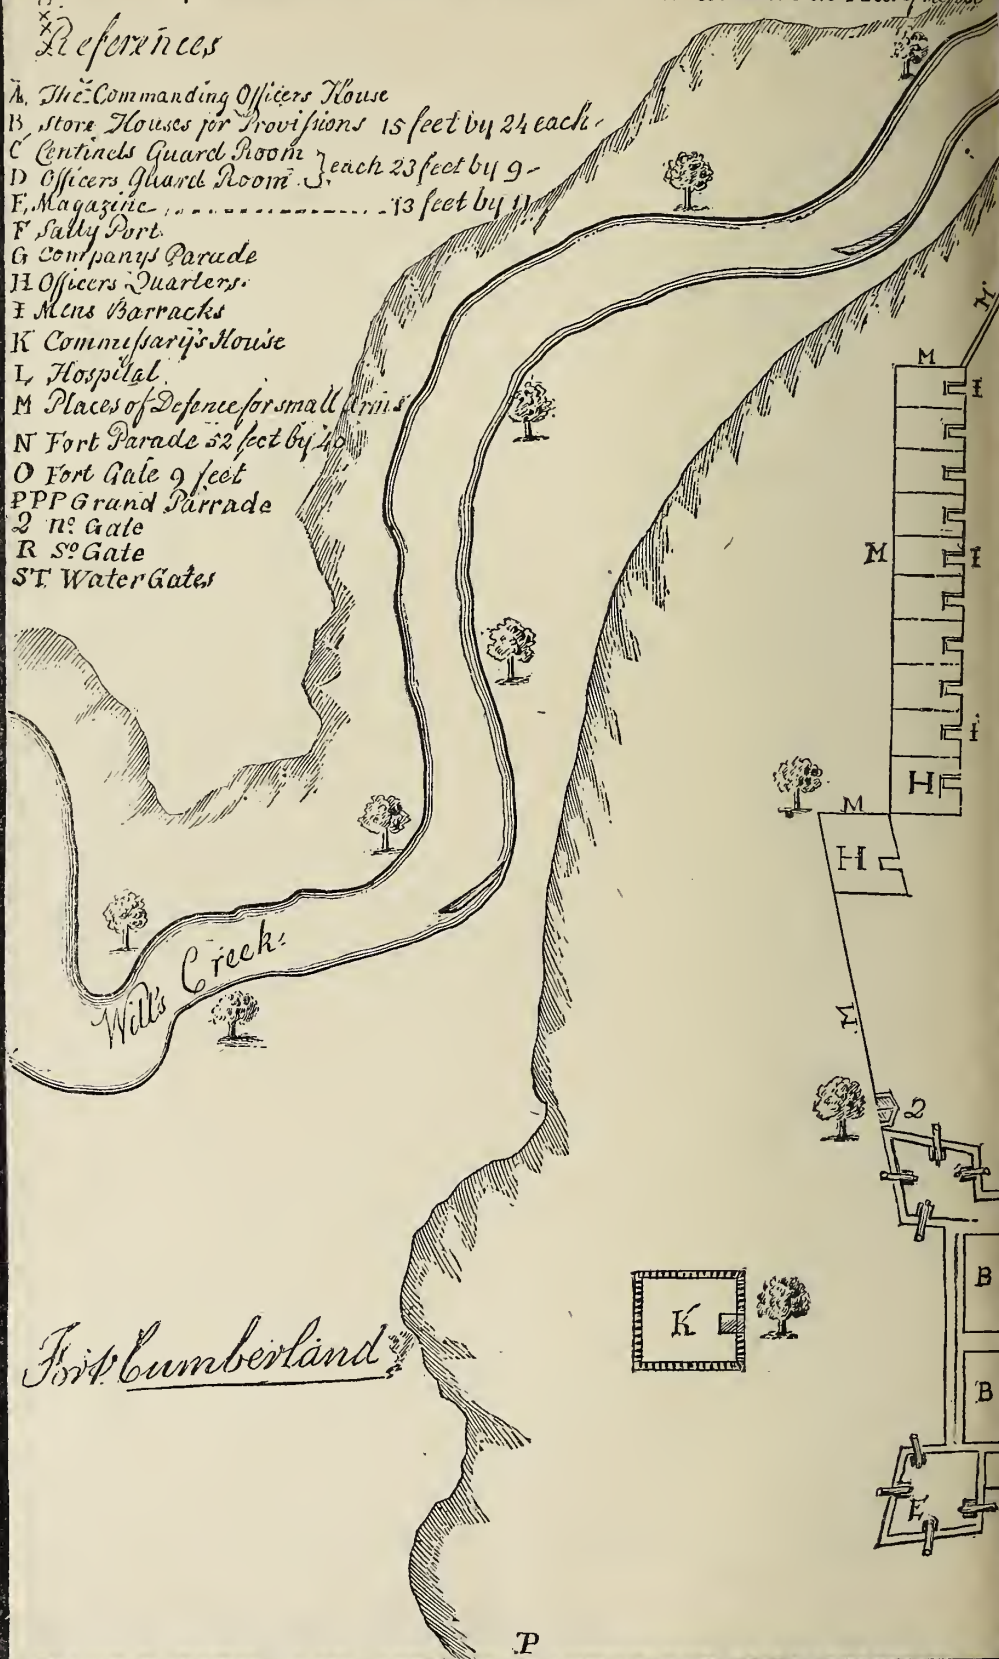 References
A, The Commanding Officers House
B, Store Houses for Provisions 15 feet by 24 each
C Centinels Guard Room
D Officers Guard Room } each 23 feet by 9
E, Magazine 13 feet by 11
F Sally Port
G Companys Parade
H Officers Quarters
I Mens Barracks
K Commissary's House
L, Hospital
M Places of Defence for small Arms
N Fort Parade 52 feet by 40
O Fort Gate 9 feet
PPP Grand Parrade
2 no. Gate
R So Gate
ST Water Gates
M
M
I
M
I
I
H
M
H
M
Will's Creek
2
B
K
Fort Cumberland
B
E
P